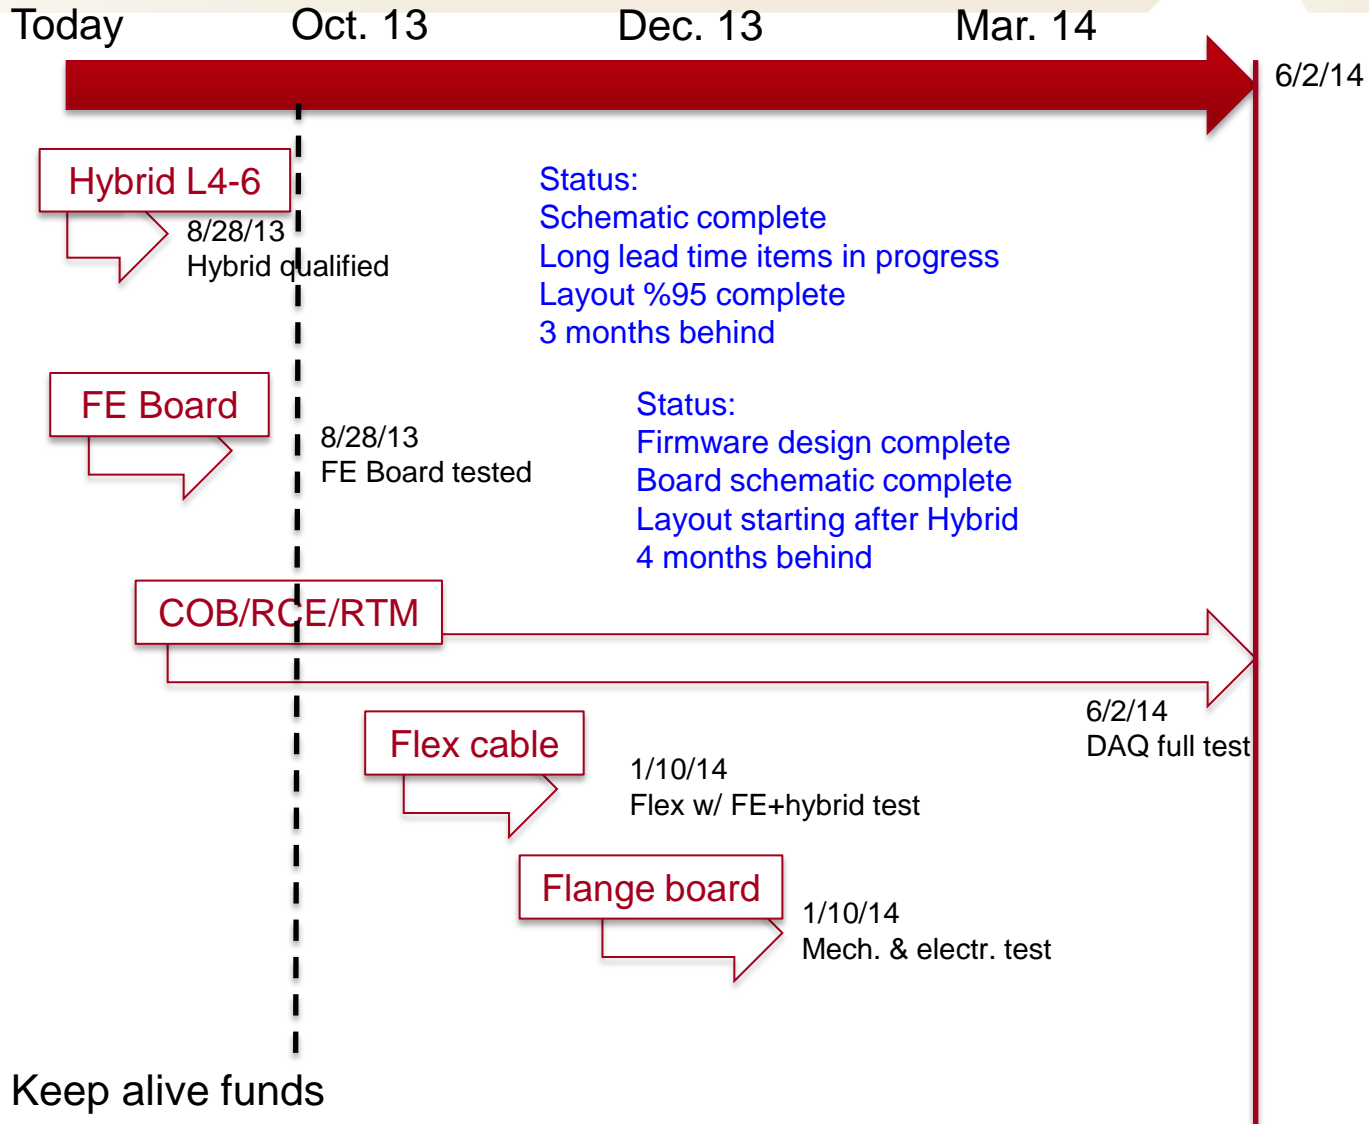 Today Oct. 13 Dec. 13 Mar. 14
6/2/14
Hybrid L4-6
8/28/13
Hybrid qualified
Status:
Schematic complete
Long lead time items in progress
Layout %95 complete
3 months behind
FE Board
8/28/13
FE Board tested
Status:
Firmware design complete
Board schematic complete
Layout starting after Hybrid
4 months behind
COB/RCE/RTM
6/2/14
DAQ full test
Flex cable
1/10/14
Flex w/ FE+hybrid test
Flange board
1/10/14
Mech. & electr. test
Keep alive funds